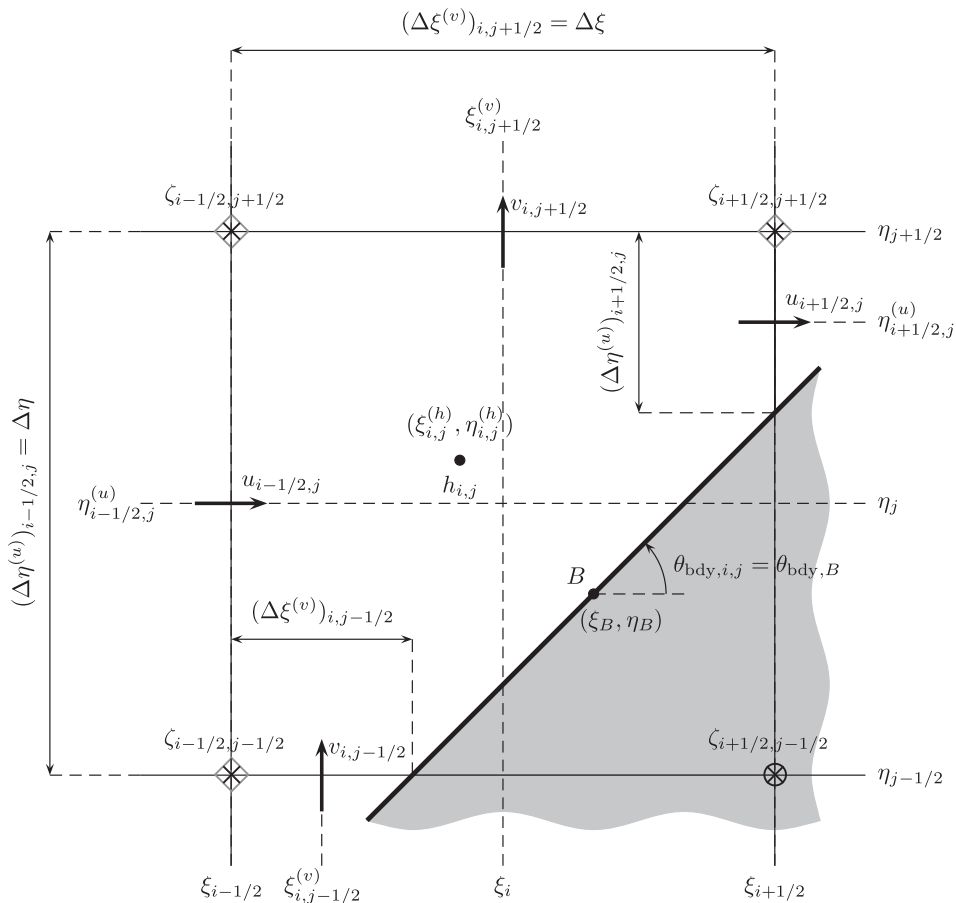 (Δξ^{(v)})_{i,j+1/2} = Δξ
ξ^{(v)}_{i,j+1/2}
ζ_{i−1/2,j+1/2}
v_{i,j+1/2}
ζ_{i+1/2,j+1/2}
η_{j+1/2}
(Δη^{(u)})_{i+1/2,j}
u_{i+1/2,j}
η^{(u)}_{i+1/2,j}
(Δη^{(u)})_{i−1/2,j} = Δη
(ξ^{(h)}_{i,j}, η^{(h)}_{i,j})
h_{i,j}
η^{(u)}_{i−1/2,j}
u_{i−1/2,j}
η_j
B
θ_{bdy,i,j} = θ_{bdy,B}
(ξ_B, η_B)
(Δξ^{(v)})_{i,j−1/2}
ζ_{i−1/2,j−1/2}
v_{i,j−1/2}
ζ_{i+1/2,j−1/2}
η_{j−1/2}
ξ_{i−1/2}
ξ^{(v)}_{i,j−1/2}
ξ_i
ξ_{i+1/2}